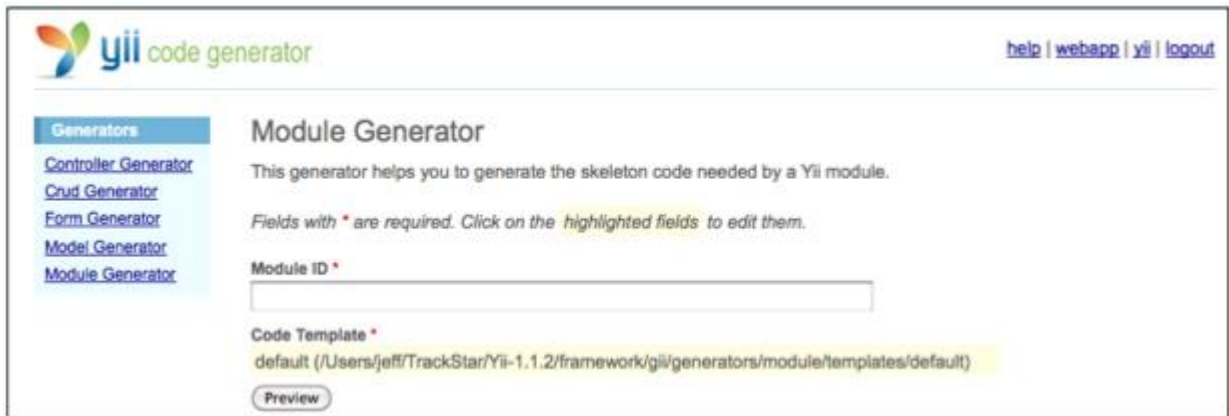 yii code generator
help | webapp | yii | logout
Generators
Controller Generator
Crud Generator
Form Generator
Model Generator
Module Generator
Module Generator
This generator helps you to generate the skeleton code needed by a Yii module.
Fields with * are required. Click on the highlighted fields to edit them.
Module ID *
Code Template *
default (/Users/jeff/TrackStar/Yii-1.1.2/framework/gii/generators/module/templates/default)
Preview